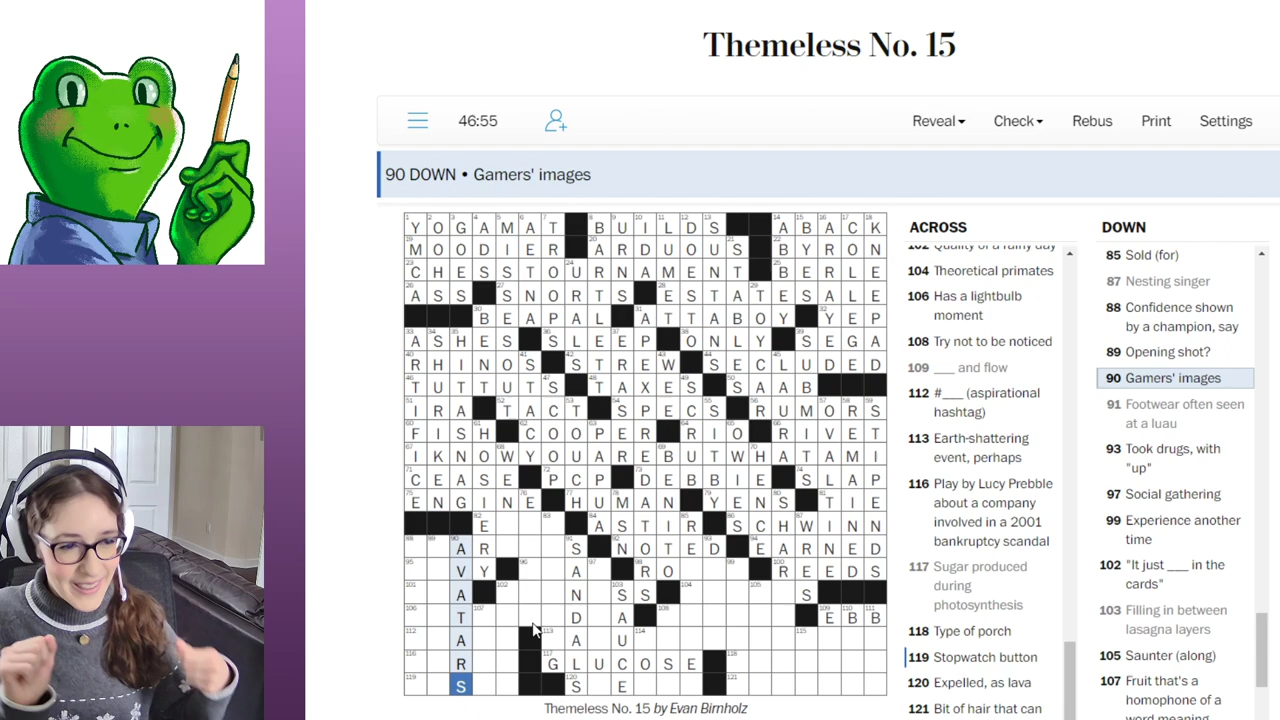 Themeless No. 15
46:55
Reveal
Check
Rebus
Print
Settings
90 DOWN • Gamers' images
YOGAMAT BUILDS ABACK
MOODIER ARDUOUS BYRON
CHESSTOURNAMENT BERLE
ASS SNORTS ESTATESALE
BEAPAL ATTABOY YEP
ASHES SLEEP ONLY SEGA
RHINOS STREW SECLUDED
TUTTUTS TAXES SAAB
IRA TACT SPECS RUMORS
FISH COOPER RIO RIVET
IKNOWYOUAREBUTWHATAMI
CEASE PCP DEBBIE SLAP
ENGINE HUMAN YENS TIE
E ASTIR SCHWINN
AR S NOTED EARNED
VY A RO REEDS
A N SS S
T D A EBB
A A U
R GLUCOSE
S S E
Themeless No. 15 by Evan Birnholz
ACROSS
102 Quality of a rainy day
104 Theoretical primates
106 Has a lightbulb
moment
108 Try not to be noticed
109 ___ and flow
112 #___ (aspirational
hashtag)
113 Earth-shattering
event, perhaps
116 Play by Lucy Prebble
about a company
involved in a 2001
bankruptcy scandal
117 Sugar produced
during
photosynthesis
118 Type of porch
119 Stopwatch button
120 Expelled, as lava
121 Bit of hair that can
DOWN
85 Sold (for)
87 Nesting singer
88 Confidence shown
by a champion, say
89 Opening shot?
90 Gamers' images
91 Footwear often seen
at a luau
93 Took drugs, with
"up"
97 Social gathering
99 Experience another
time
102 "It just ___ in the
cards"
103 Filling in between
lasagna layers
105 Saunter (along)
107 Fruit that's a
homophone of a
word meaning